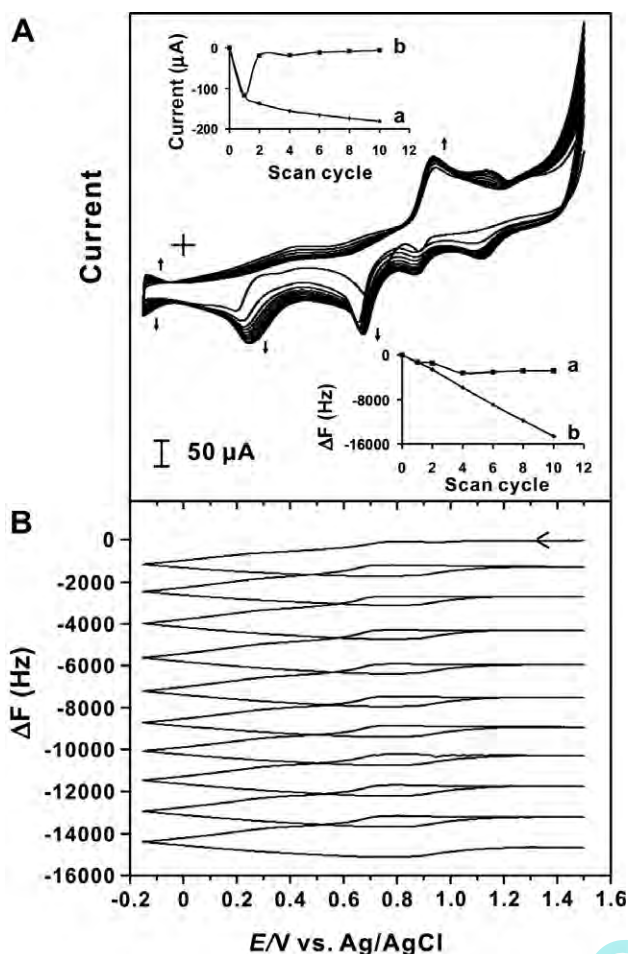 A
0
-100
-200
Current (µA)
b
a
0 2 4 6 8 10 12
Scan cycle
Current
50 µA
0
-8000
-16000
ΔF (Hz)
a
b
0 2 4 6 8 10 12
Scan cycle
B
0
-2000
-4000
-6000
-8000
-10000
-12000
-14000
-16000
ΔF (Hz)
-0.2 0 0.2 0.4 0.6 0.8 1.0 1.2 1.4 1.6
E/V vs. Ag/AgCl